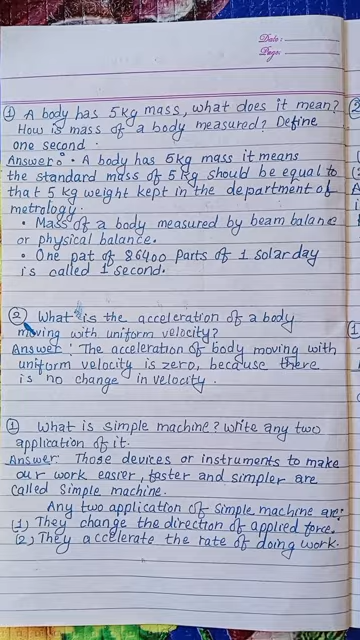 Date:
Page:
① A body has 5 kg mass, what does it mean?
How is mass of a body measured? Define
one second.
Answer: • A body has 5 kg mass it means
the standard mass of 5 kg should be equal to
that 5 kg weight kept in the department of
metrology.
• Mass of a body measured by beam balance
or physical balance.
• One pat of 86400 parts of 1 solar day
is called 1 second.
② What is the acceleration of a body
moving with uniform velocity?
Answer: The acceleration of body moving with
uniform velocity is zero, because there
is no change in velocity.
① What is simple machine? Write any two
application of it.
Answer: Those devices or instruments to make
our work easier, faster and simpler are
called simple machine.
Any two application of simple machine are:
(1) They change the direction of applied force.
(2) They accelerate the rate of doing work.